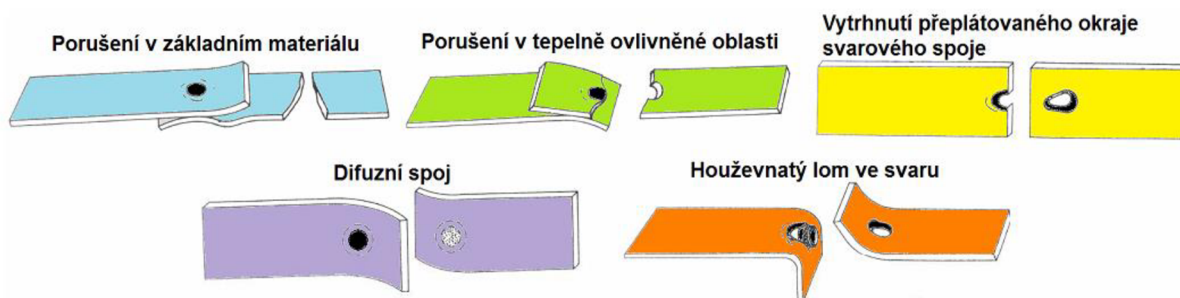 Porušení v základním materiálu
Porušení v tepelně ovlivněné oblasti
Vytrhnutí přeplátovaného okraje
svarového spoje
Difuzní spoj
Houževnatý lom ve svaru